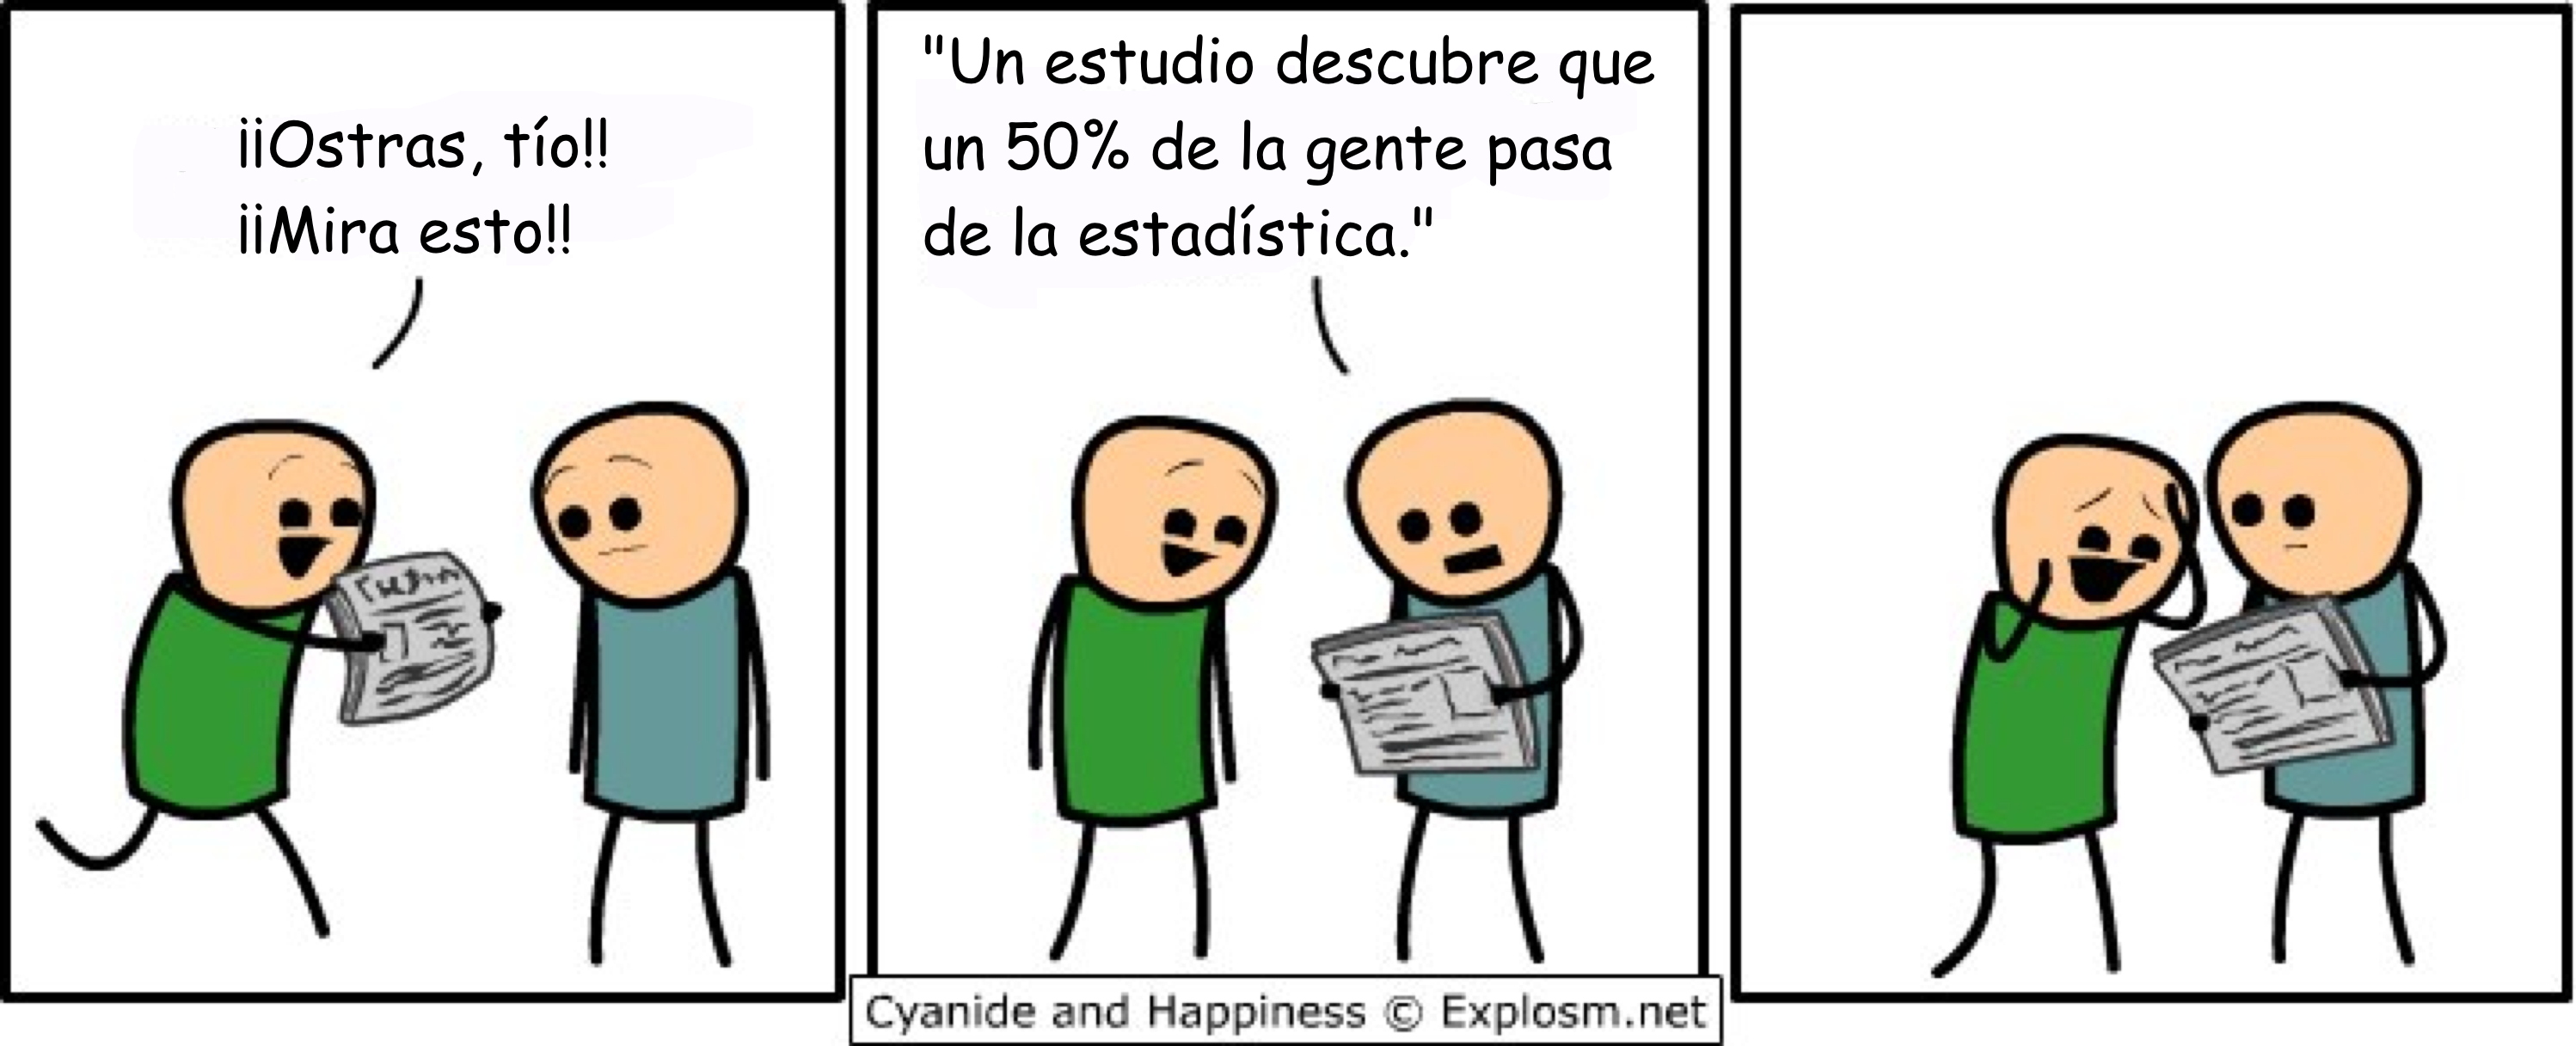 ¡¡Ostras, tío!!
¡¡Mira esto!!
"Un estudio descubre que
un 50% de la gente pasa
de la estadística."
Cyanide and Happiness © Explosm.net